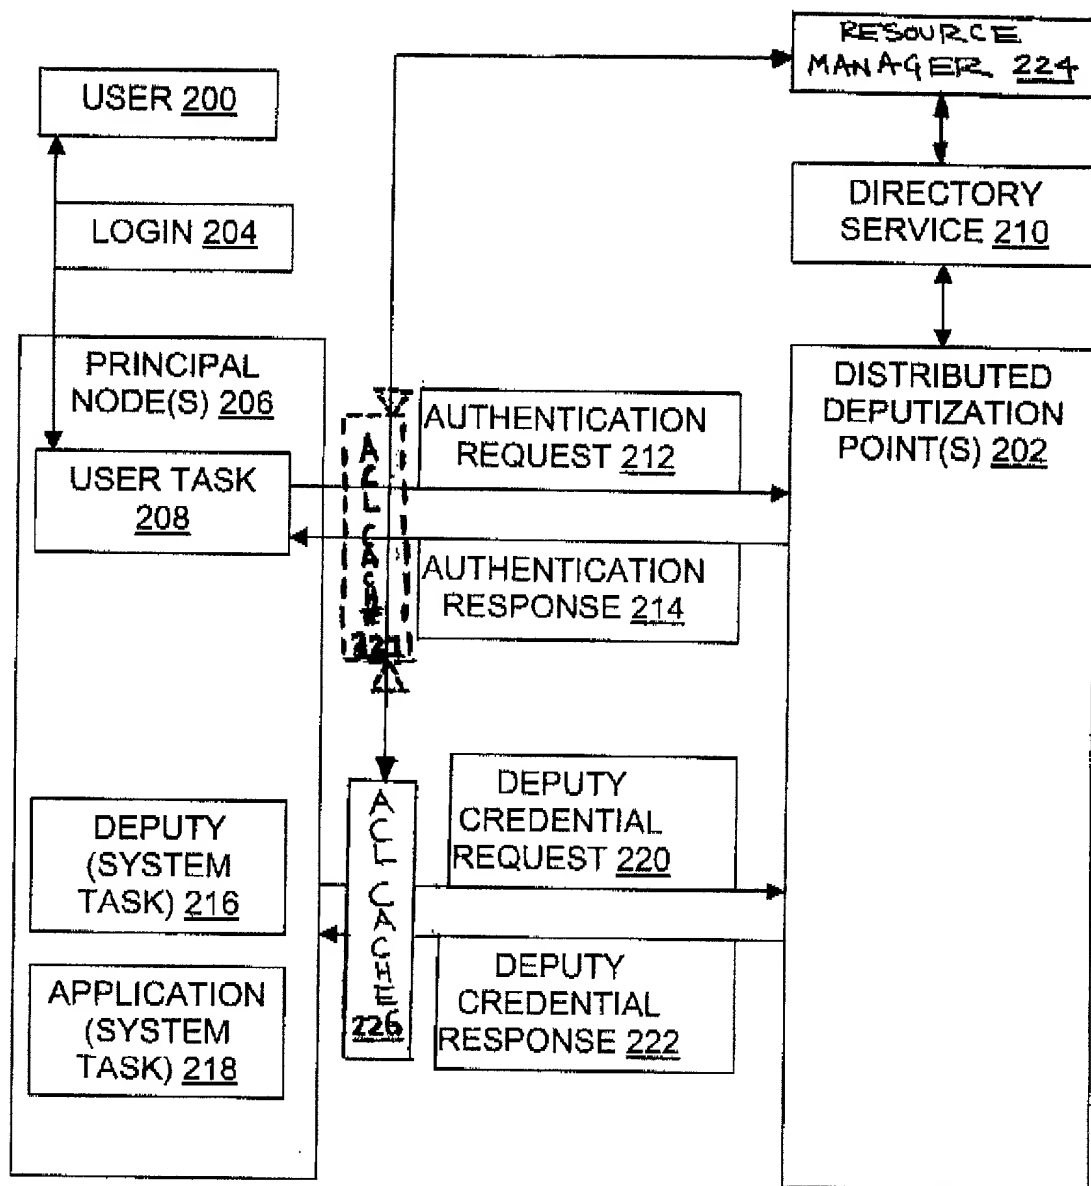 RESOURCE
MANAGER 224
USER 200
DIRECTORY
SERVICE 210
LOGIN 204
PRINCIPAL
NODE(S) 206
DISTRIBUTED
DEPUTIZATION
POINT(S) 202
ACL CACHE
AUTHENTICATION
REQUEST 212
USER TASK
208
AUTHENTICATION
RESPONSE 214
DEPUTY
CREDENTIAL
REQUEST 220
ACL CACHE
226
DEPUTY
(SYSTEM
TASK) 216
DEPUTY
CREDENTIAL
RESPONSE 222
APPLICATION
(SYSTEM
TASK) 218